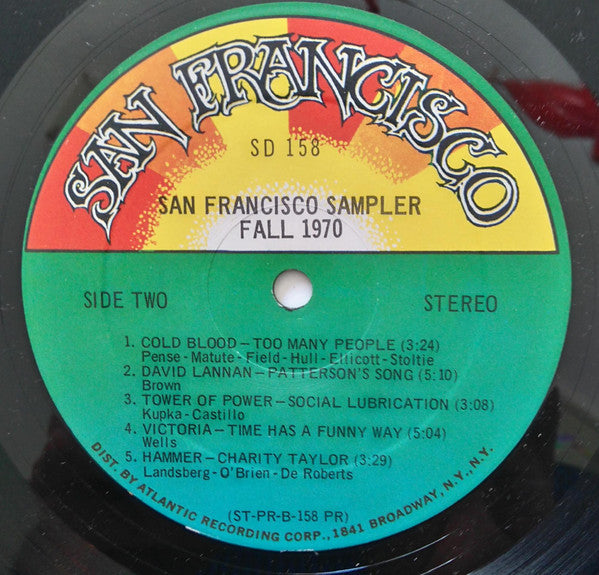 SAN FRANCISCO
SD 158
SAN FRANCISCO SAMPLER
FALL 1970
SIDE TWO
STEREO
1. COLD BLOOD – TOO MANY PEOPLE (3:24)
Pense - Matute - Field - Hull - Ellicott - Stoltie
2. DAVID LANNAN – PATTERSON'S SONG (5:10)
Brown
3. TOWER OF POWER – SOCIAL LUBRICATION (3:08)
Kupka - Castillo
4. VICTORIA – TIME HAS A FUNNY WAY (5:04)
Wells
5. HAMMER – CHARITY TAYLOR (3:29)
Landsberg - O'Brien - De Roberts
(ST-PR-B-158 PR)
DIST. BY ATLANTIC RECORDING CORP., 1841 BROADWAY, N.Y., N.Y.